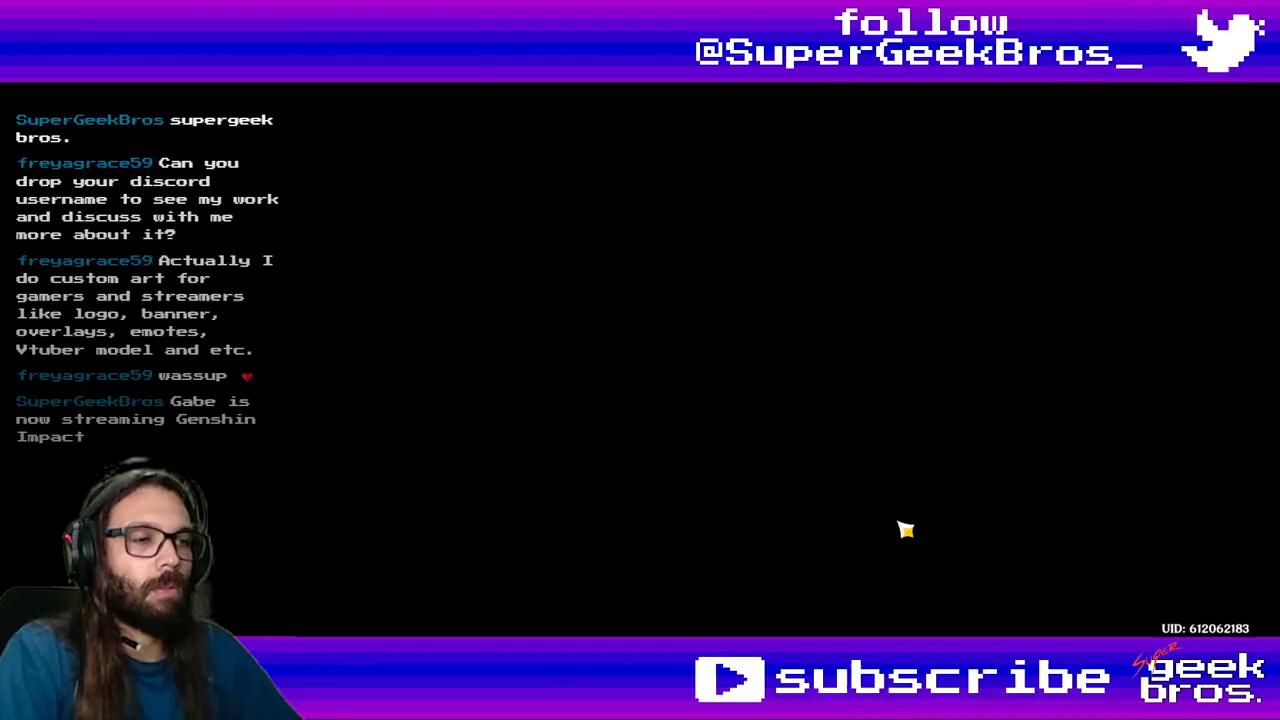 follow
@SuperGeekBros_
SuperGeekBros supergeek
bros.
freyagrace59 Can you
drop your discord
username to see my work
and discuss with me
more about it?
freyagrace59 Actually I
do custom art for
gamers and streamers
like logo, banner,
overlays, emotes,
Vtuber model and etc.
freyagrace59 wassup
SuperGeekBros Gabe is
now streaming Genshin
Impact
UID: 612062183
subscribe
SUPER
geek
bros.